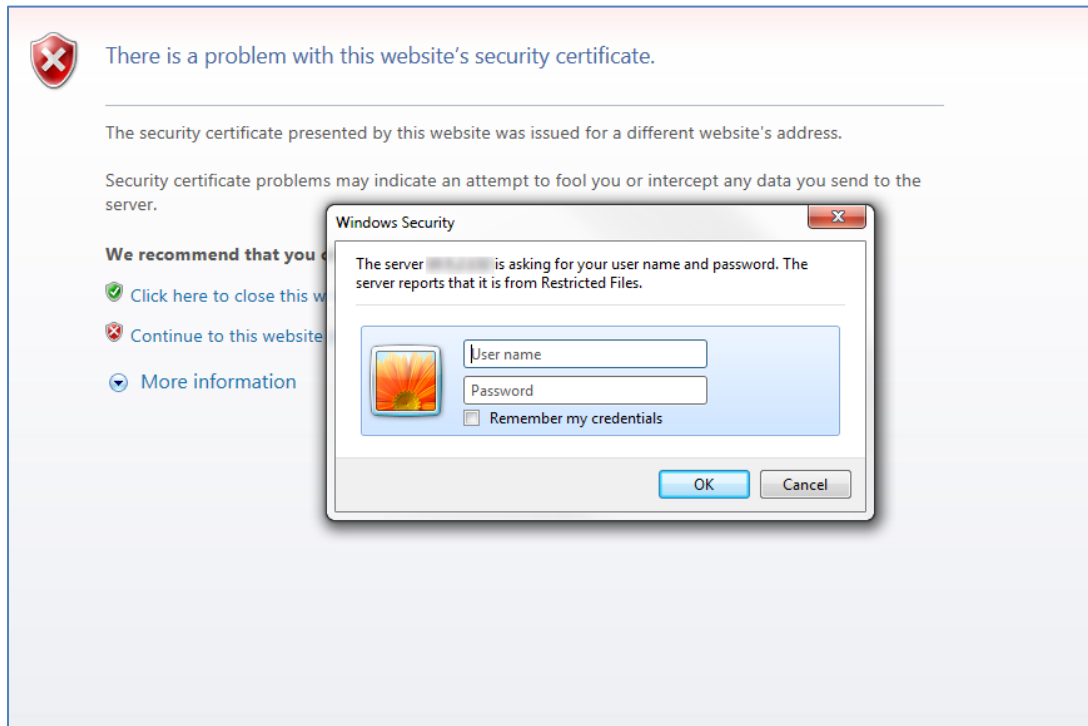 There is a problem with this website's security certificate.
The security certificate presented by this website was issued for a different website's address.
Security certificate problems may indicate an attempt to fool you or intercept any data you send to the
server.
We recommend that you
Click here to close this
Continue to this website
More information
Windows Security
The server is asking for your user name and password. The
server reports that it is from Restricted Files.
User name
Password
Remember my credentials
OK
Cancel